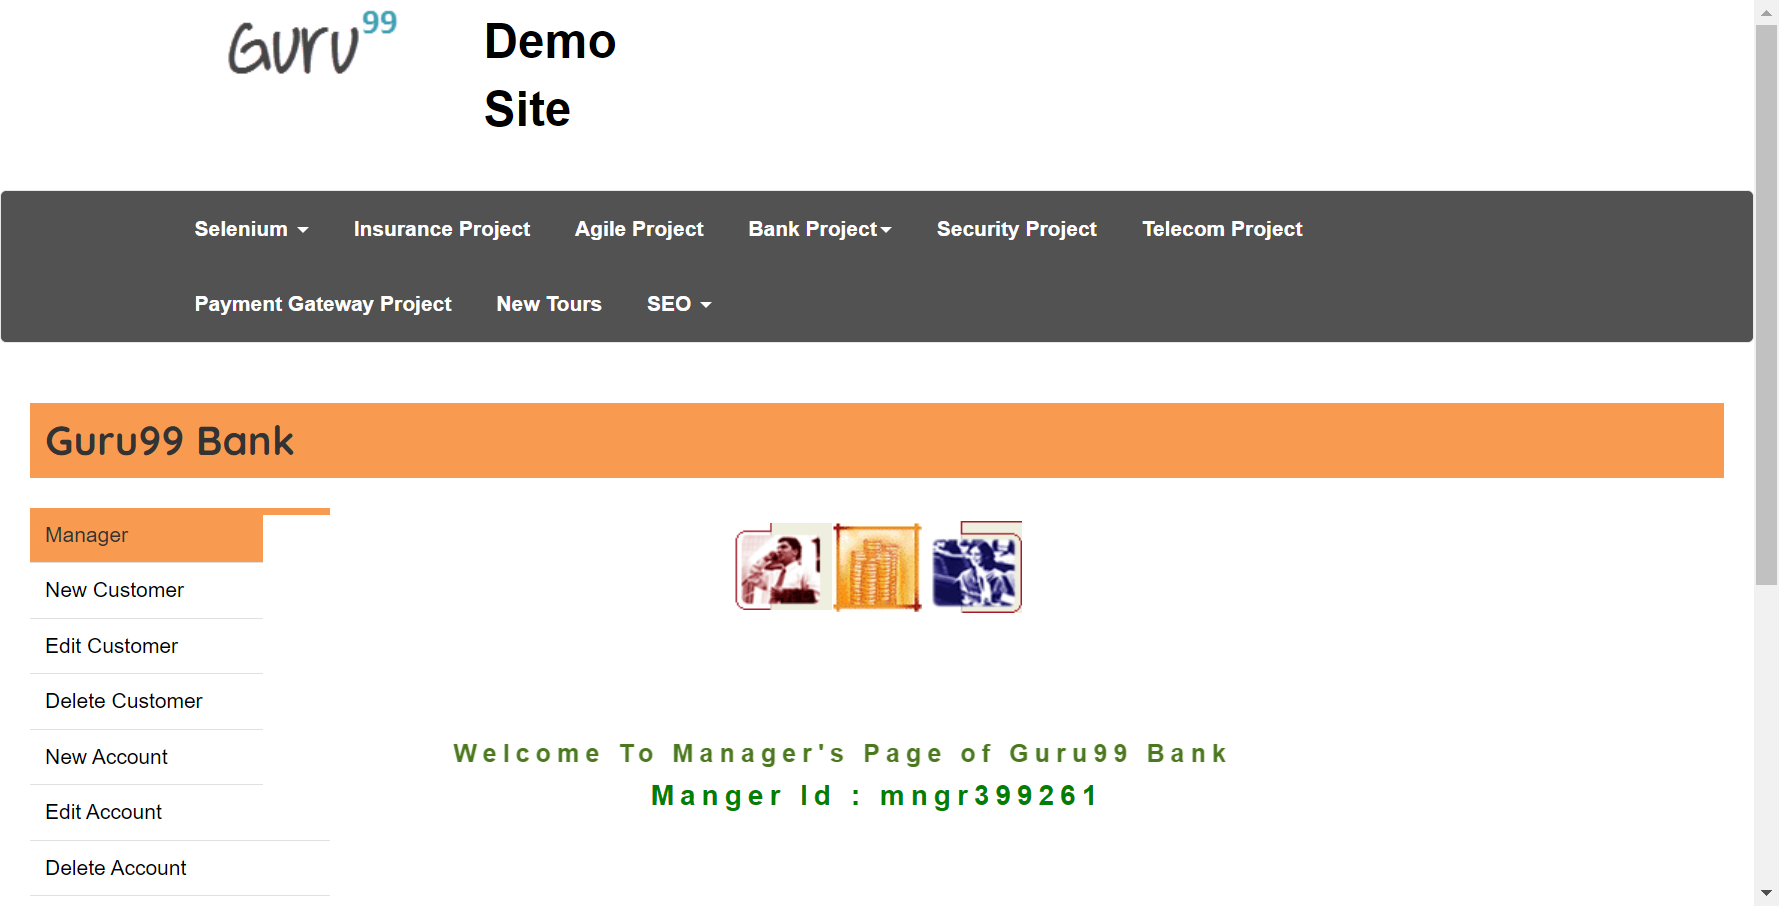 Guru99
Demo
Site
Selenium Insurance Project Agile Project Bank Project Security Project Telecom Project
Payment Gateway Project New Tours SEO
Guru99 Bank
Manager
New Customer
Edit Customer
Delete Customer
New Account
Edit Account
Delete Account
Welcome To Manager's Page of Guru99 Bank
Manger Id : mngr399261